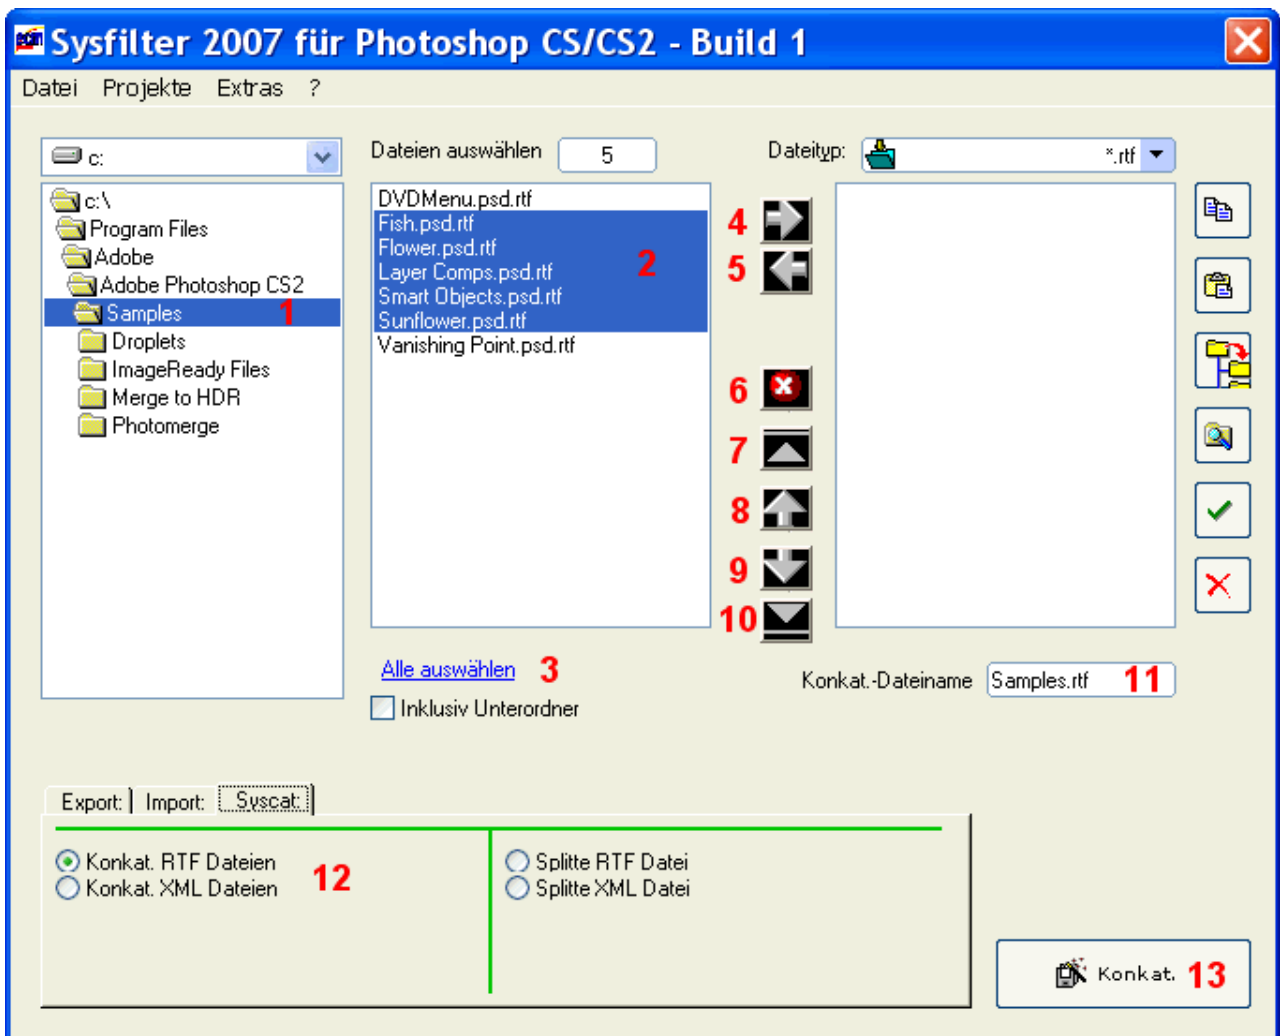 Sysfilter 2007 für Photoshop CS/CS2 - Build 1
Datei Projekte Extras ?
c:
Dateien auswählen 5
Dateityp: *.rtf
c:\
Program Files
Adobe
Adobe Photoshop CS2
Samples 1
Droplets
ImageReady Files
Merge to HDR
Photomerge
DVDMenu.psd.rtf
Fish.psd.rtf
Flower.psd.rtf
Layer Comps.psd.rtf 2
Smart Objects.psd.rtf
Sunflower.psd.rtf
Vanishing Point.psd.rtf
4
5
6
7
8
9
10
Alle auswählen 3
Inklusiv Unterordner
Konkat.-Dateiname Samples.rtf 11
Export: Import: Syscat:
Konkat. RTF Dateien
Konkat. XML Dateien
12
Splitte RTF Datei
Splitte XML Datei
Konkat. 13